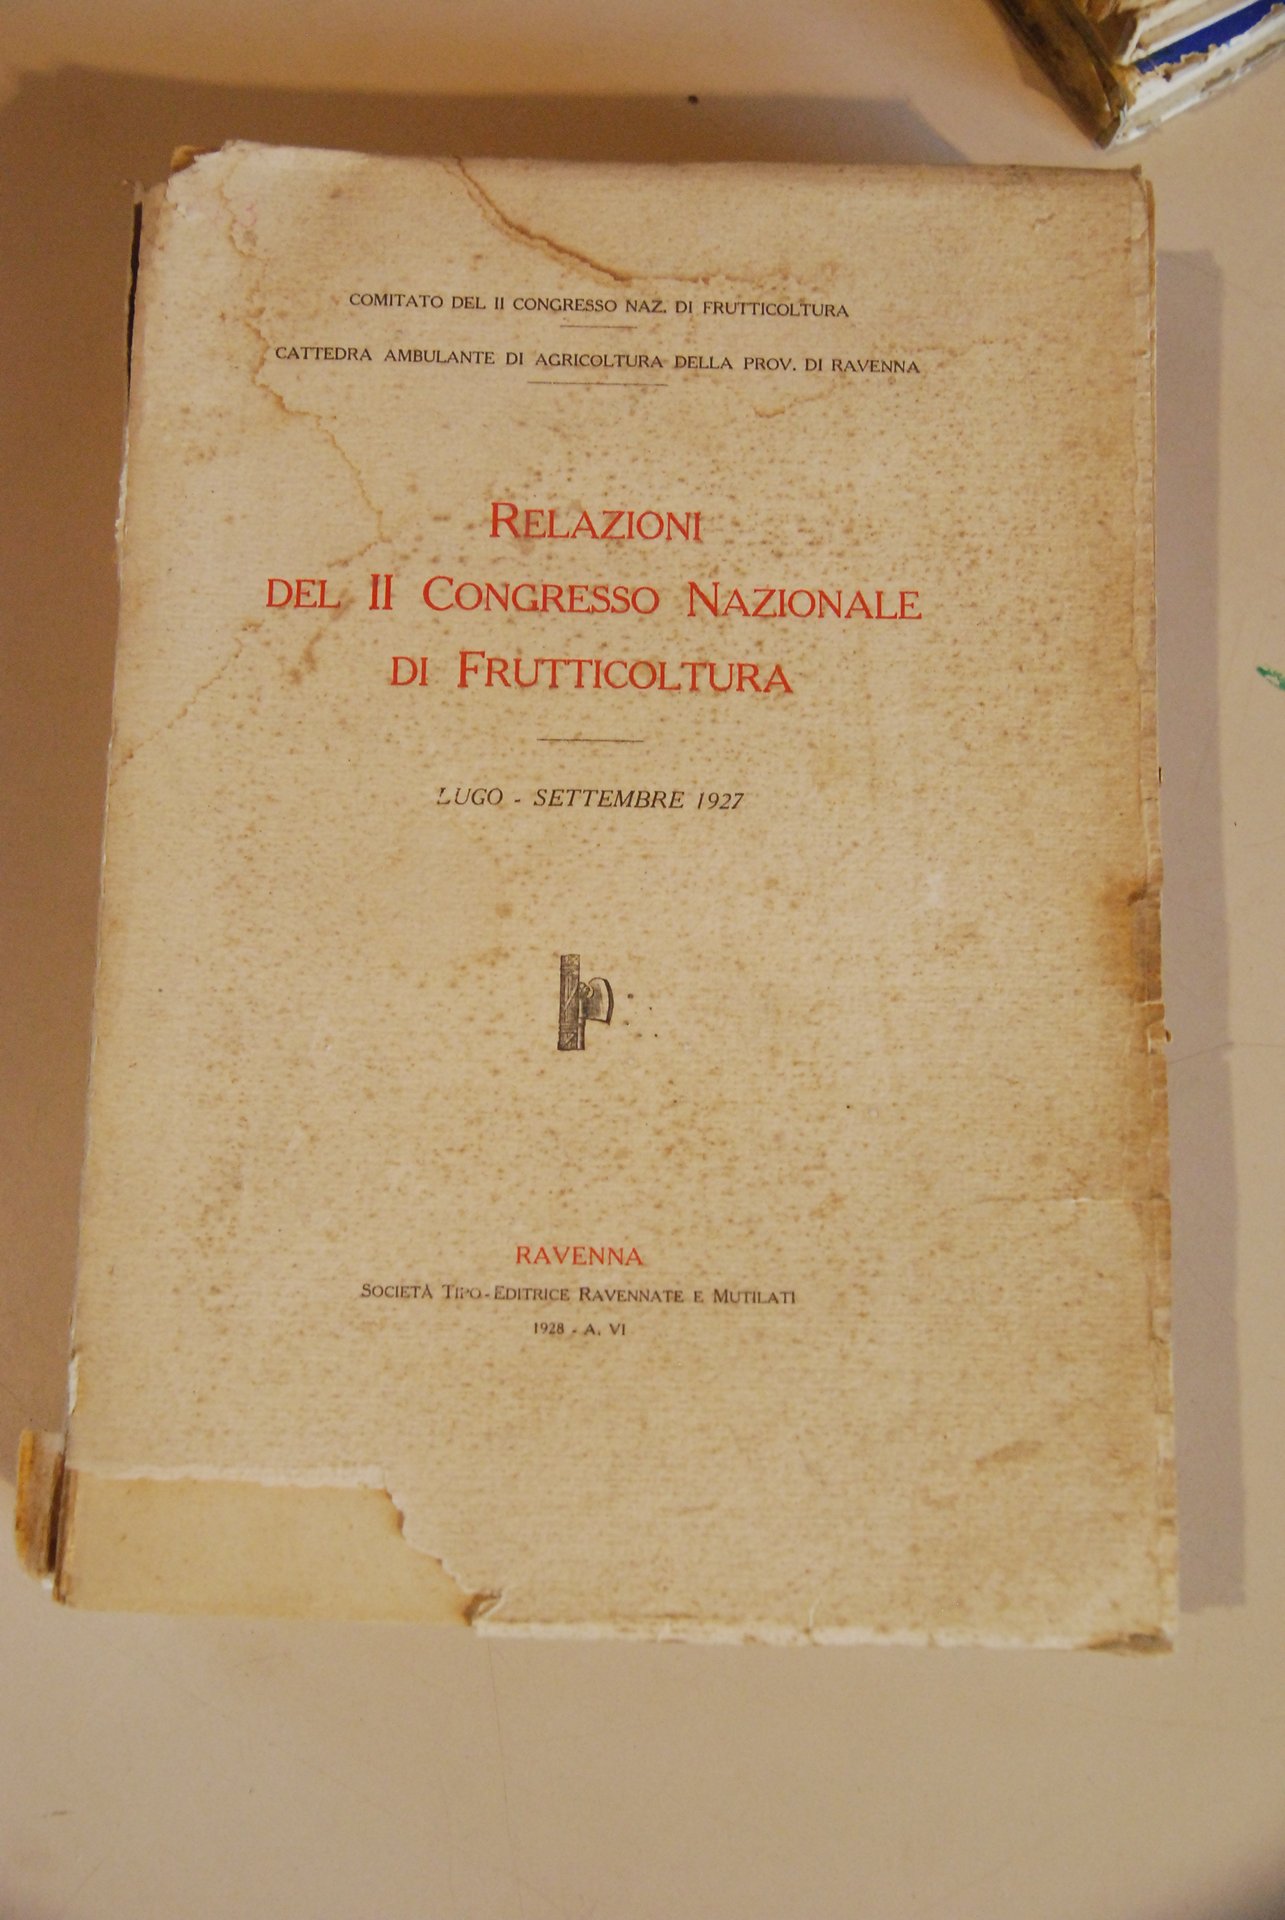 COMITATO DEL II CONGRESSO NAZ. DI FRUTTICOLTURA
CATTEDRA AMBULANTE DI AGRICOLTURA DELLA PROV. DI RAVENNA
RELAZIONI
DEL II CONGRESSO NAZIONALE
DI FRUTTICOLTURA
LUGO - SETTEMBRE 1927
RAVENNA
SOCIETÀ TIPO-EDITRICE RAVENNATE E MUTILATI
1928 - A. VI